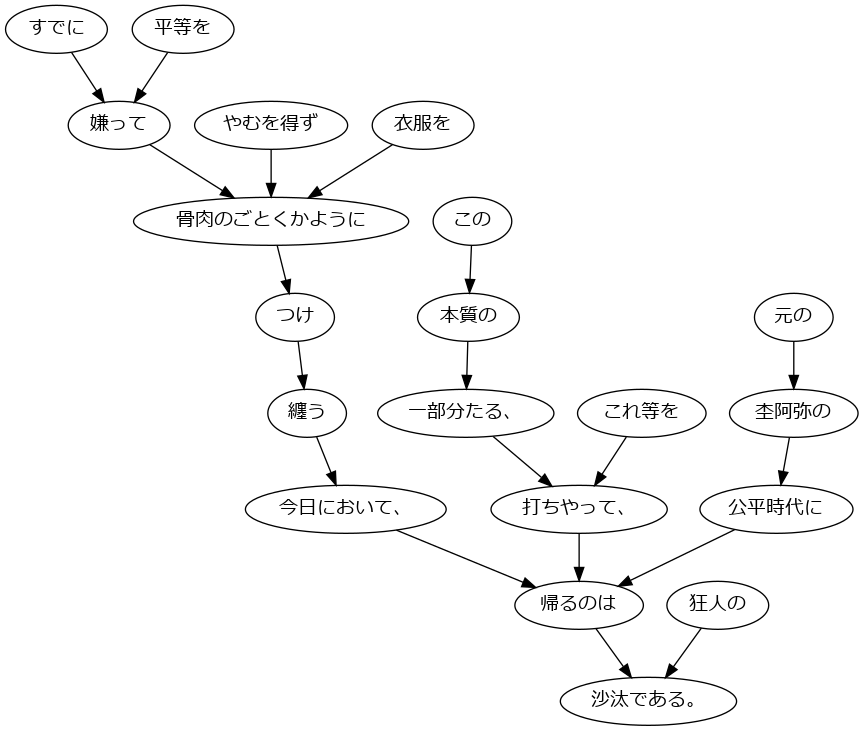 すでに
平等を
嫌って
やむを得ず
衣服を
骨肉のごとくかように
この
つけ
本質の
元の
纏う
一部分たる、
これ等を
杢阿弥の
今日において、
打ちやって、
公平時代に
帰るのは
狂人の
沙汰である。